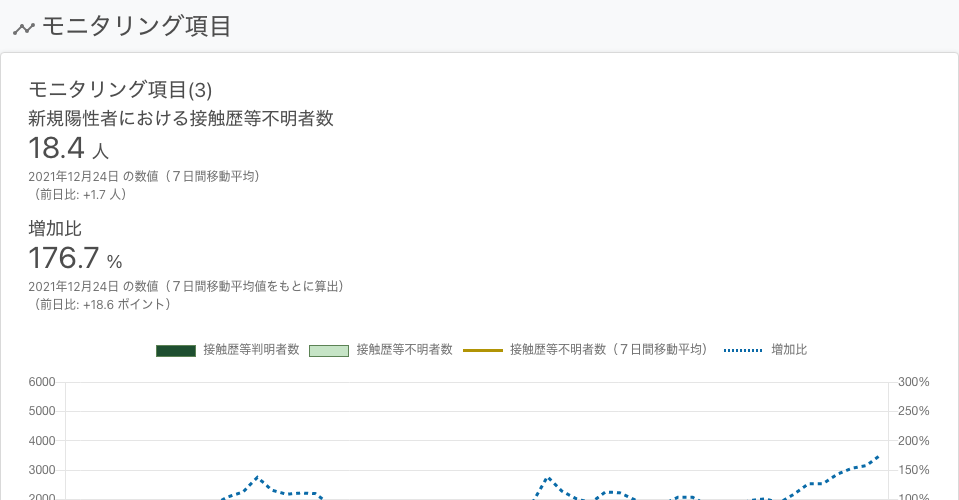 モニタリング項目
モニタリング項目(3)
新規陽性者における接触歴等不明者数
18.4 人
2021年12月24日 の数値（７日間移動平均）
（前日比: +1.7 人）
増加比
176.7 %
2021年12月24日 の数値（７日間移動平均値をもとに算出）
（前日比: +18.6 ポイント）
接触歴等判明者数 接触歴等不明者数 接触歴等不明者数（７日間移動平均） 増加比
6000 300%
5000 250%
4000 200%
3000 150%
2000 100%